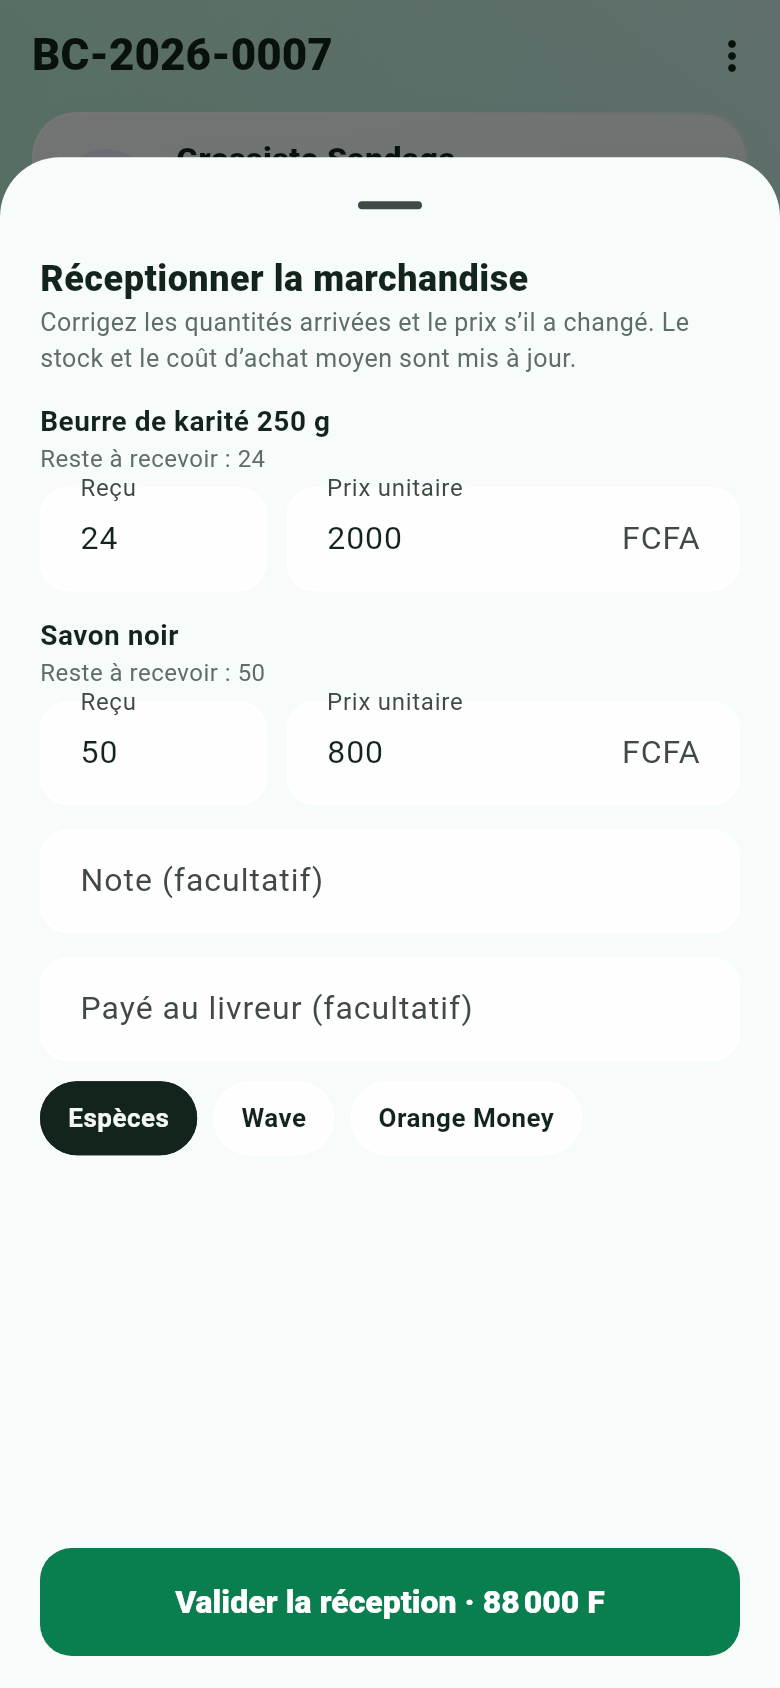 BC-2026-0007
Grossiste Sandaga
Réceptionner la marchandise
Corrigez les quantités arrivées et le prix s’il a changé. Le
stock et le coût d’achat moyen sont mis à jour.
Beurre de karité 250 g
Reste à recevoir : 24
Reçu Prix unitaire
24 2000 FCFA
Savon noir
Reste à recevoir : 50
Reçu Prix unitaire
50 800 FCFA
Note (facultatif)
Payé au livreur (facultatif)
Espèces Wave Orange Money
Valider la réception · 88 000 F